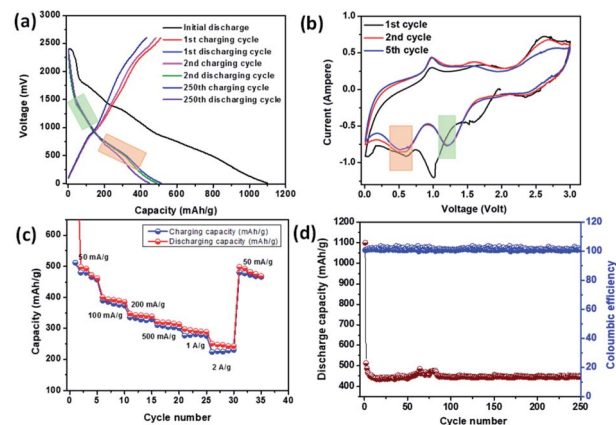 (a)
Initial discharge
1st charging cycle
1st discharging cycle
2nd charging cycle
2nd discharging cycle
250th charging cycle
250th discharging cycle
3000
2500
2000
1500
1000
500
0
Voltage (mV)
0 200 400 600 800 1000 1200
Capacity (mAh/g)
(b)
1st cycle
2nd cycle
5th cycle
1.0
0.5
0.0
-0.5
-1.0
Current (Ampere)
0.0 0.5 1.0 1.5 2.0 2.5 3.0
Voltage (Volt)
(c)
Charging capacity (mAh/g)
Discharging capacity (mAh/g)
600
500
400
300
200
Capacity (mAh/g)
50 mA/g
100 mA/g
200 mA/g
500 mA/g
1 A/g
2 A/g
50 mA/g
0 5 10 15 20 25 30 35 40
Cycle number
(d)
1100
1000
900
800
700
600
500
400
Discharge capacity (mAh/g)
120
100
80
60
40
20
0
Coloumbic efficiency
0 50 100 150 200 250
Cycle number